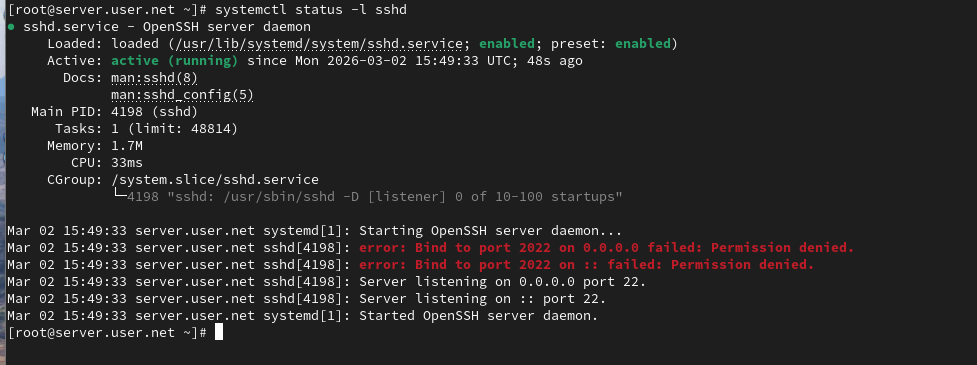 [root@server.user.net ~]# systemctl status -l sshd
● sshd.service - OpenSSH server daemon
     Loaded: loaded (/usr/lib/systemd/system/sshd.service; enabled; preset: enabled)
     Active: active (running) since Mon 2026-03-02 15:49:33 UTC; 48s ago
       Docs: man:sshd(8)
             man:sshd_config(5)
   Main PID: 4198 (sshd)
      Tasks: 1 (limit: 48814)
     Memory: 1.7M
        CPU: 33ms
     CGroup: /system.slice/sshd.service
             └─4198 "sshd: /usr/sbin/sshd -D [listener] 0 of 10-100 startups"

Mar 02 15:49:33 server.user.net systemd[1]: Starting OpenSSH server daemon...
Mar 02 15:49:33 server.user.net sshd[4198]: error: Bind to port 2022 on 0.0.0.0 failed: Permission denied.
Mar 02 15:49:33 server.user.net sshd[4198]: error: Bind to port 2022 on :: failed: Permission denied.
Mar 02 15:49:33 server.user.net sshd[4198]: Server listening on 0.0.0.0 port 22.
Mar 02 15:49:33 server.user.net sshd[4198]: Server listening on :: port 22.
Mar 02 15:49:33 server.user.net systemd[1]: Started OpenSSH server daemon.
[root@server.user.net ~]#